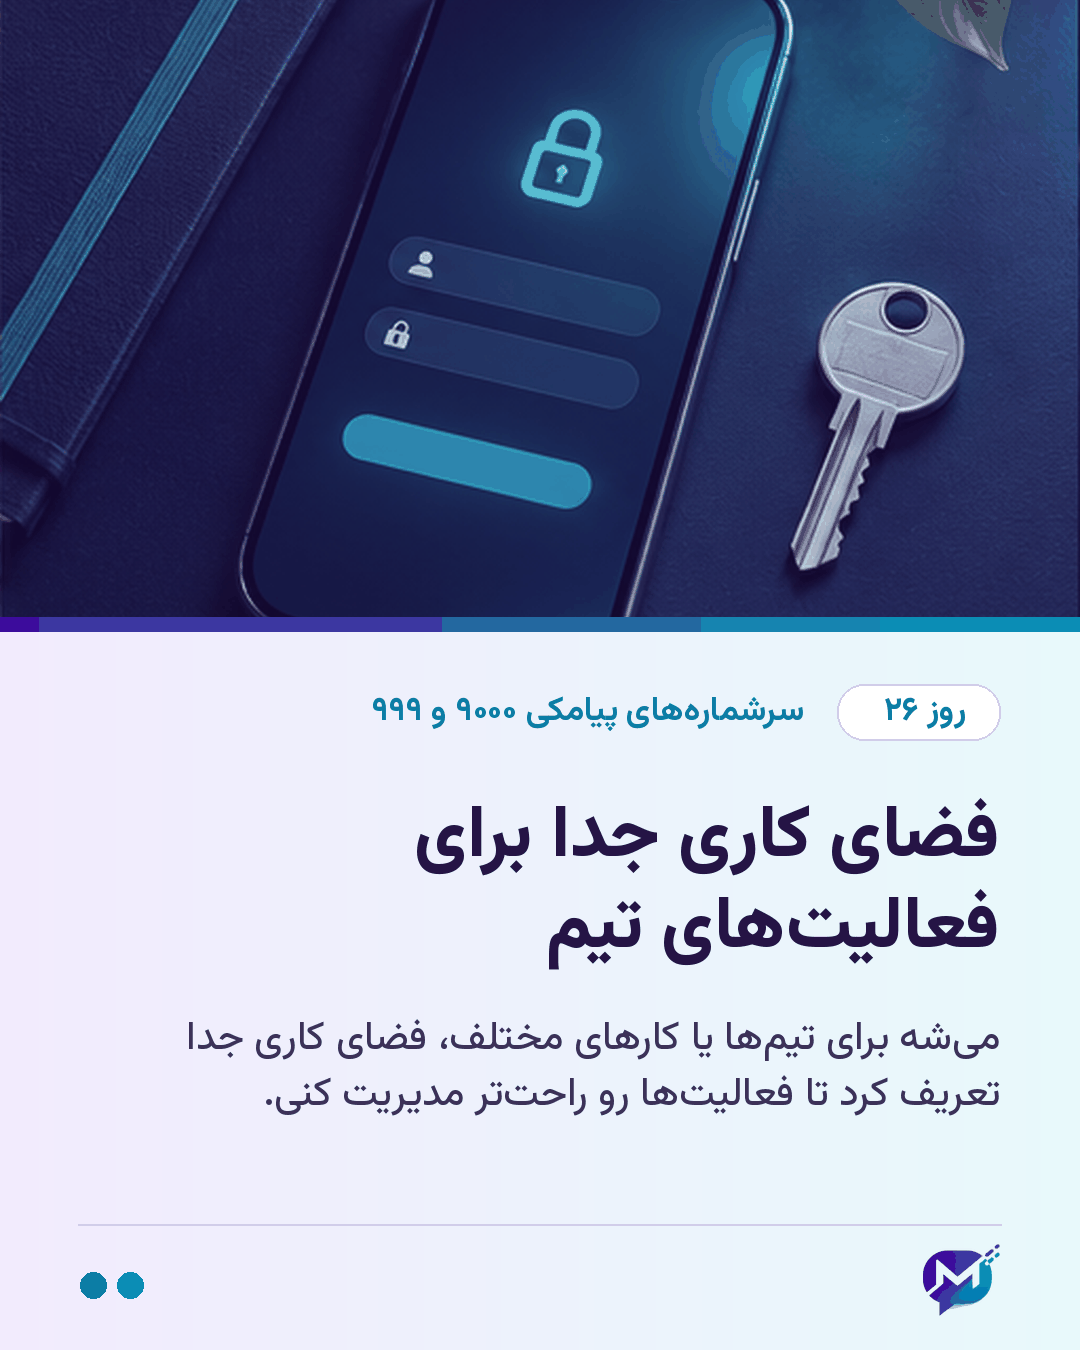 روز ۲۶
سرشماره‌های پیامکی ۹۰۰۰ و ۹۹۹
فضای کاری جدا برای
فعالیت‌های تیم
می‌شه برای تیم‌ها یا کارهای مختلف، فضای کاری جدا
تعریف کرد تا فعالیت‌ها رو راحت‌تر مدیریت کنی.
M